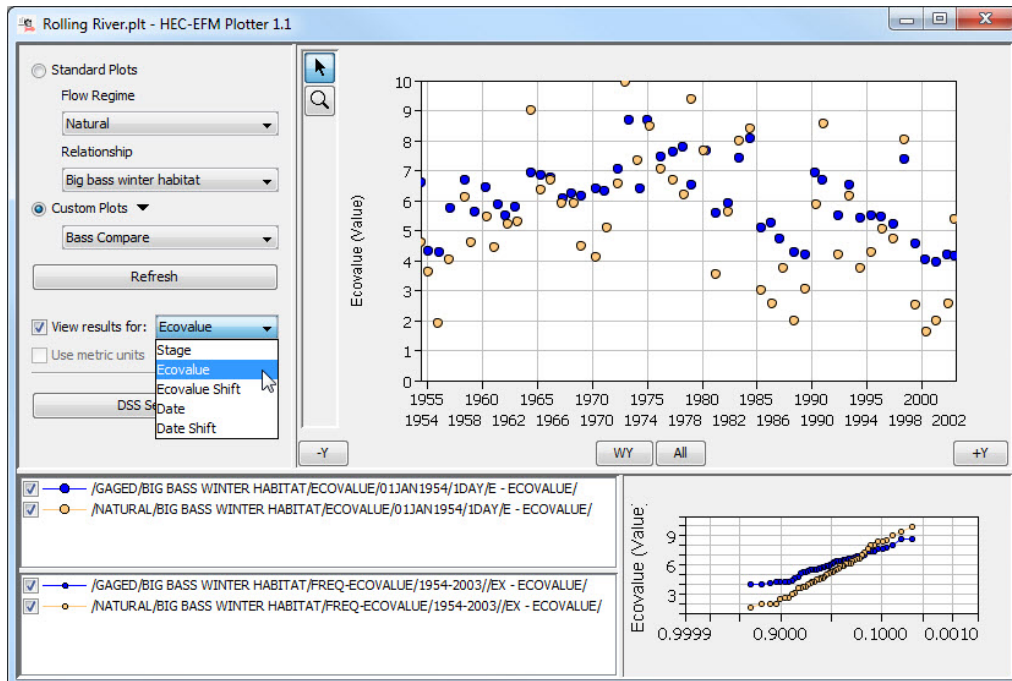 Rolling River.plt - HEC-EFM Plotter 1.1
Standard Plots
Flow Regime
Natural
Relationship
Big bass winter habitat
Custom Plots
Bass Compare
Refresh
View results for: Ecovalue
Use metric units
Stage
Ecovalue
Ecovalue Shift
Date
Date Shift
DSS Se
Ecovalue (Value)
10
9
8
7
6
5
4
3
2
1
0
1955 1960 1965 1970 1975 1980 1985 1990 1995 2000
1954 1958 1962 1966 1970 1974 1978 1982 1986 1990 1994 1998 2002
-Y WY All +Y
/GAGED/BIG BASS WINTER HABITAT/ECOVALUE/01JAN1954/1DAY/E - ECOVALUE/
/NATURAL/BIG BASS WINTER HABITAT/ECOVALUE/01JAN1954/1DAY/E - ECOVALUE/
/GAGED/BIG BASS WINTER HABITAT/FREQ-ECOVALUE/1954-2003//EX - ECOVALUE/
/NATURAL/BIG BASS WINTER HABITAT/FREQ-ECOVALUE/1954-2003//EX - ECOVALUE/
Ecovalue (Value)
9
6
3
0.9999 0.9000 0.1000 0.0010